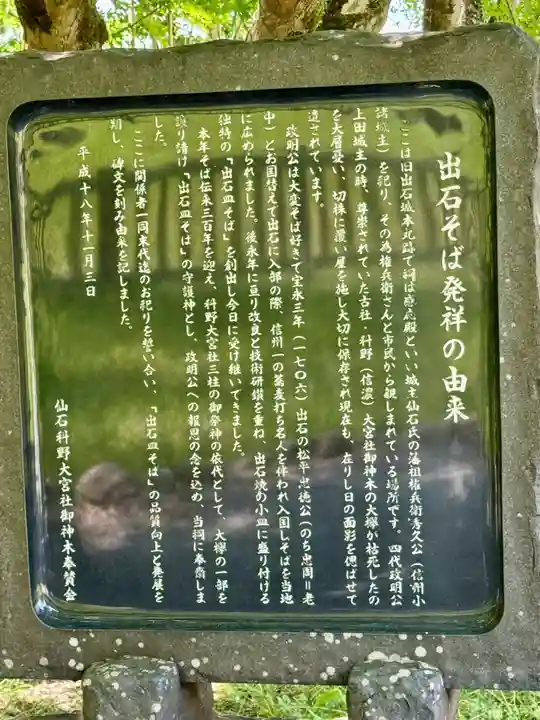 出石そば発祥の由来
ここは旧出石城本丸跡で祠は感應殿といい城主仙石氏の藩祖権兵衛秀久公（信州小
諸城主）を祀り、その為権兵衛さんと市民から親しまれている場所です。四代政明公
上田城主の時、尊崇されていた古社・科野（信濃）大宮社御神木の大欅が枯死したの
を大層憂い、切株に覆い屋を施し大切に保存され現在も、在りし日の面影を偲ばせて
遺されています。
政明公は大変そば好きで宝永三年（一七〇六）出石の松平忠徳公（のち忠周＝老
中）とお国替えで出石に入部の際、信州一の蕎麦打ち名人を伴われ入国しそばを当地
に広められました。後永年に亘り改良と技術研鑚を重ね、出石焼の小皿に盛り付ける
独特の「出石皿そば」を創出し今日に受け継いできました。
本年そば伝来三百年を迎え、科野大宮社三柱の御祭神の依代として、大欅の一部を
譲り請け「出石皿そば」の守護神とし、政明公への報恩の念を込め、当祠に奉斎しま
した。
ここに関係者一同末代迄のお祀りを誓い合い、「出石皿そば」の品質向上と発展を
期し、碑文を刻み由来を記しました。
平成十八年十一月三日
仙石科野大宮社御神木奉賛会